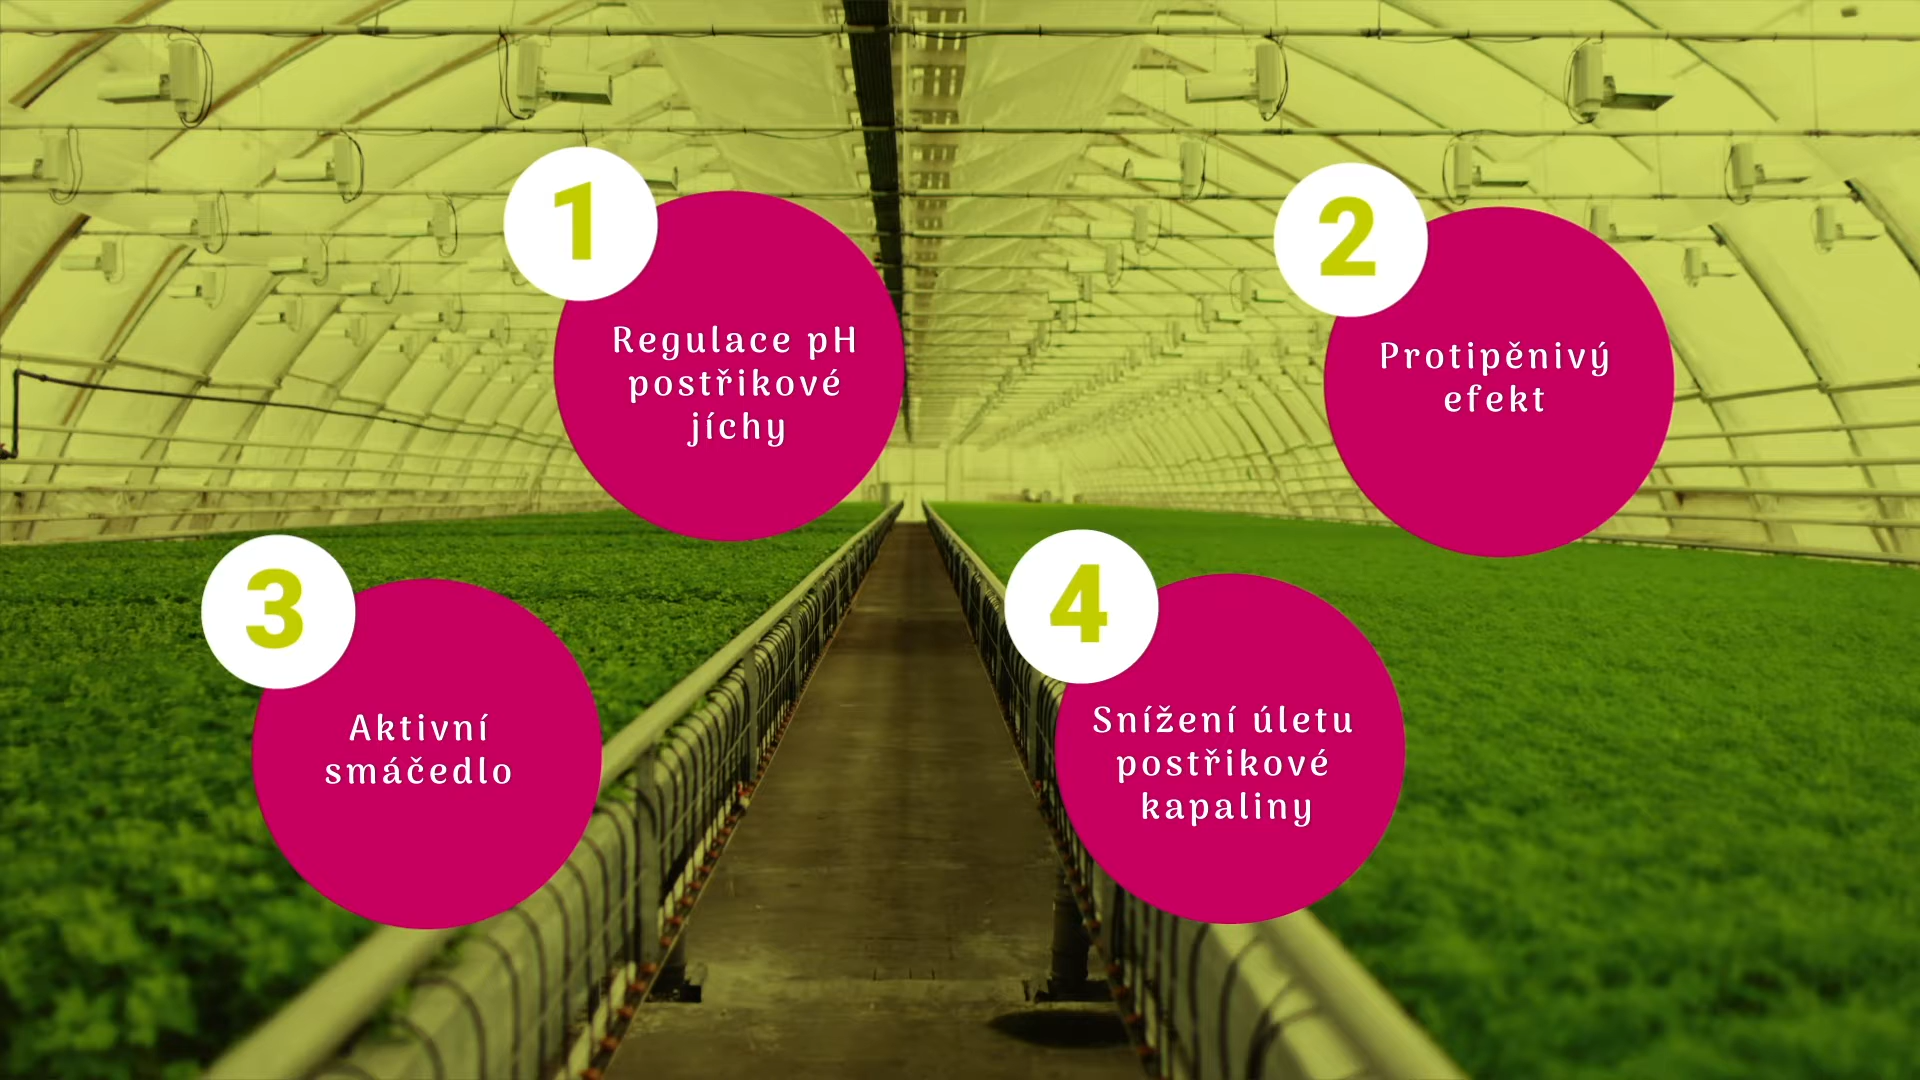 1
Regulace pH
postřikové
jíchy
2
Protipěnivý
efekt
3
Aktivní
smáčedlo
4
Snížení úletu
postřikové
kapaliny